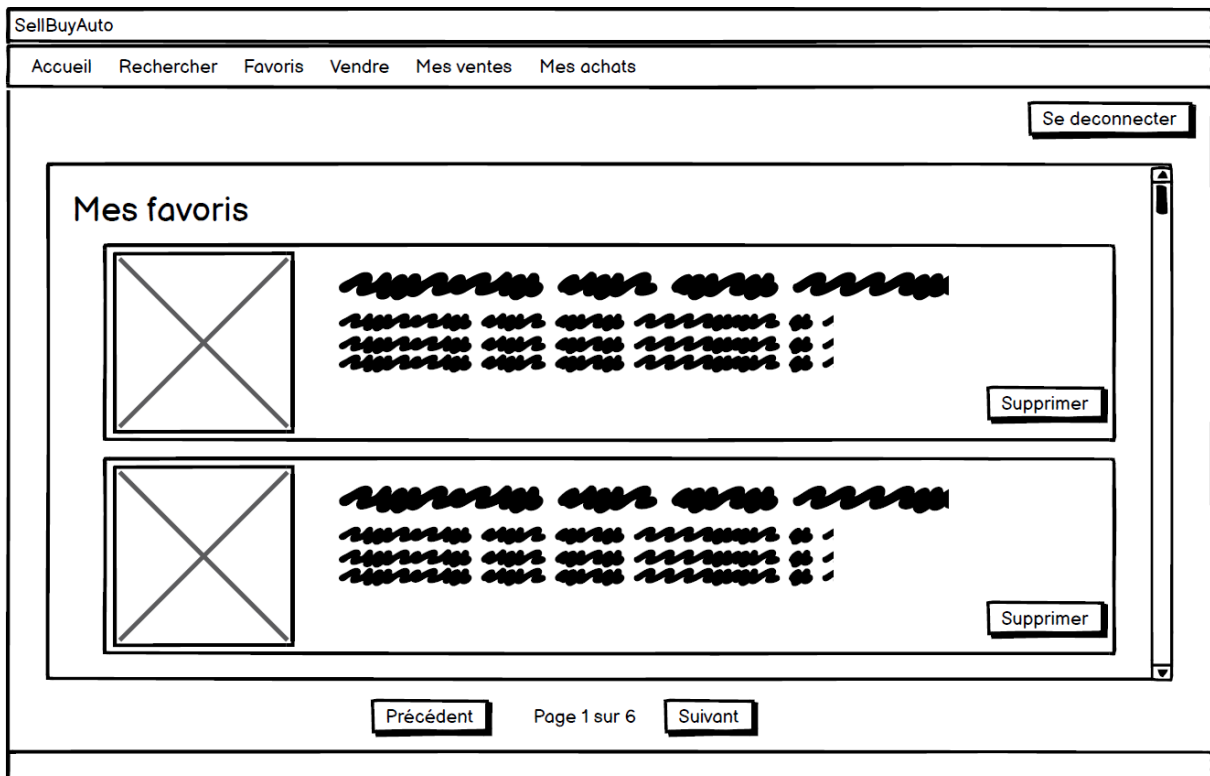 SellBuyAuto
Accueil Rechercher Favoris Vendre Mes ventes Mes achats
Se deconnecter
Mes favoris
Supprimer
Supprimer
Précédent Page 1 sur 6 Suivant